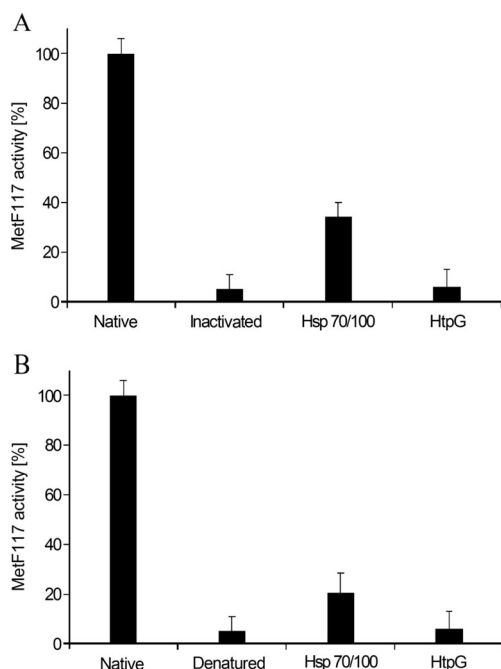 A
MetF117 activity [%]
100
80
60
40
20
0
Native Inactivated Hsp 70/100 HtpG
B
MetF117 activity [%]
100
80
60
40
20
0
Native Denatured Hsp 70/100 HtpG